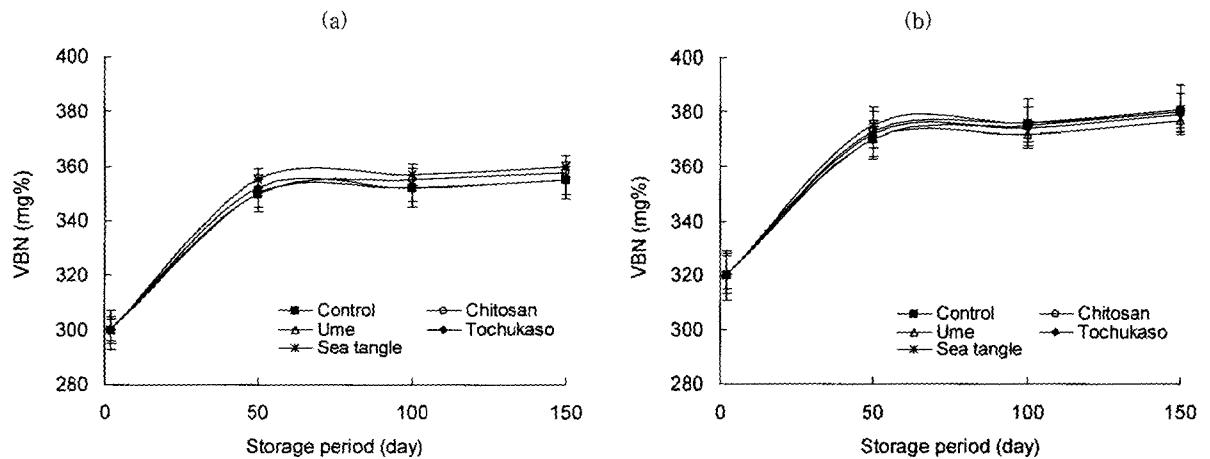 (a)
400
380
360
340
320
300
280
VBN (mg%)
Control
Chitosan
Ume
Tochukaso
Sea tangle
0
50
100
150
Storage period (day)
(b)
400
380
360
340
320
300
280
VBN (mg%)
Control
Chitosan
Ume
Tochukaso
Sea tangle
0
50
100
150
Storage period (day)